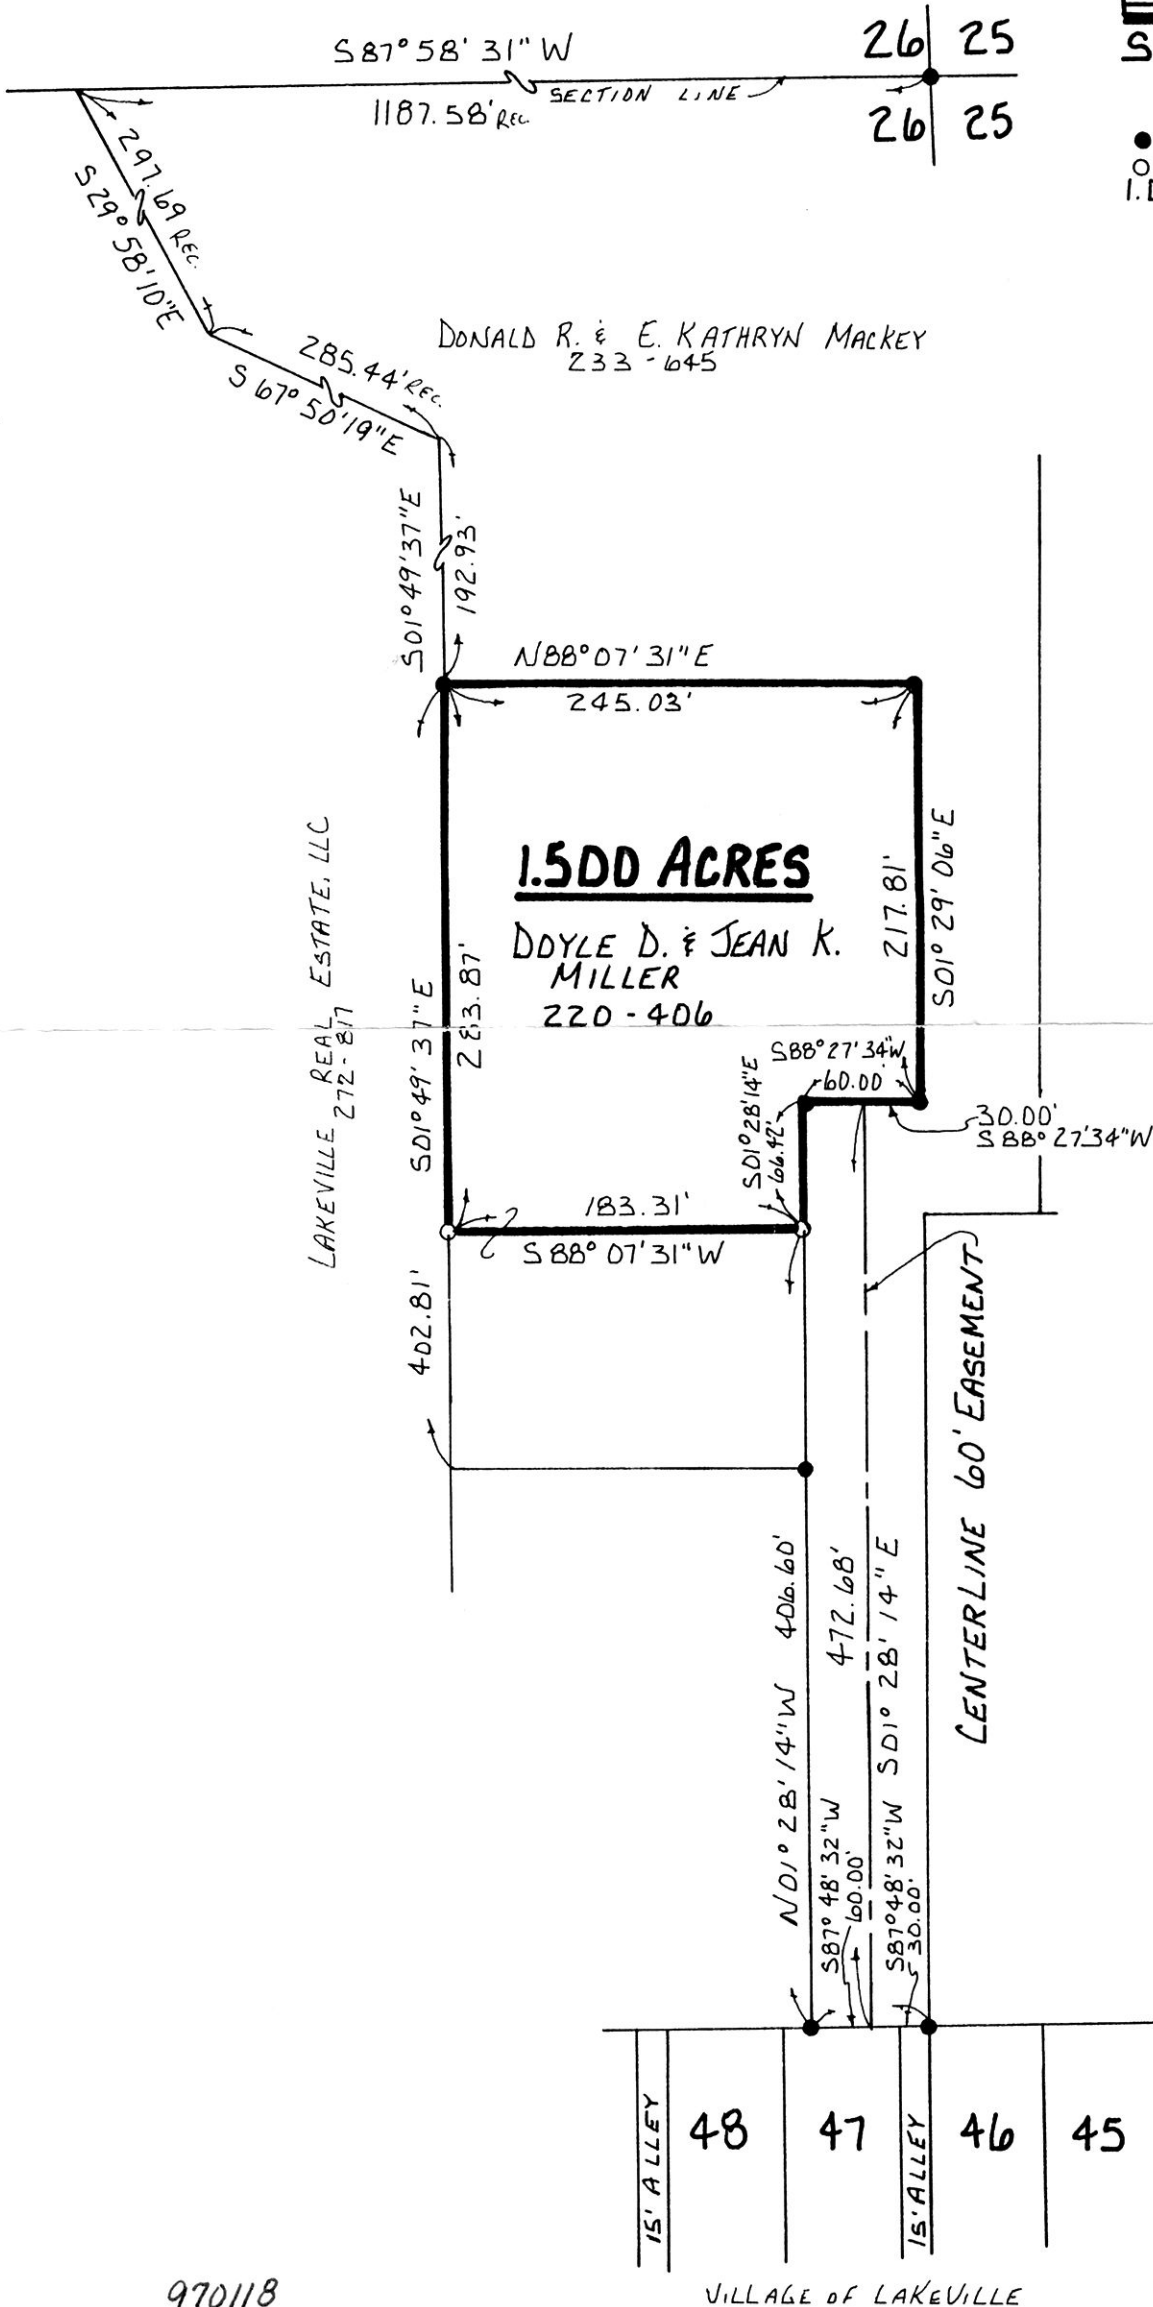 S87°58'31"W
26 25
SECTION LINE
1187.58' REC.
26 25
297.69 REC.
S29°58'10"E
DONALD R. & E. KATHRYN MACKEY
233-645
285.44' REC.
S67°50'19"E
S01°49'37"E
192.93'
N88°07'31"E
245.03'
1.500 ACRES
DOYLE D. & JEAN K.
MILLER
220-406
217.81'
S01°29'06"E
LAKEVILLE REAL ESTATE, LLC
272-817
S01°49'37"E
283.87'
S88°27'34"W
60.00
30.00'
S88°27'34"W
S01°28'14"E
66.42'
183.31'
S88°07'31"W
402.81'
CENTERLINE 60' EASEMENT
N01°28'14"W 406.60'
472.68'
S01°28'14"E
S87°48'32"W
60.00'
S87°48'32"W
30.00'
15' ALLEY
48
47
15' ALLEY
46
45
970118
VILLAGE OF LAKEVILLE